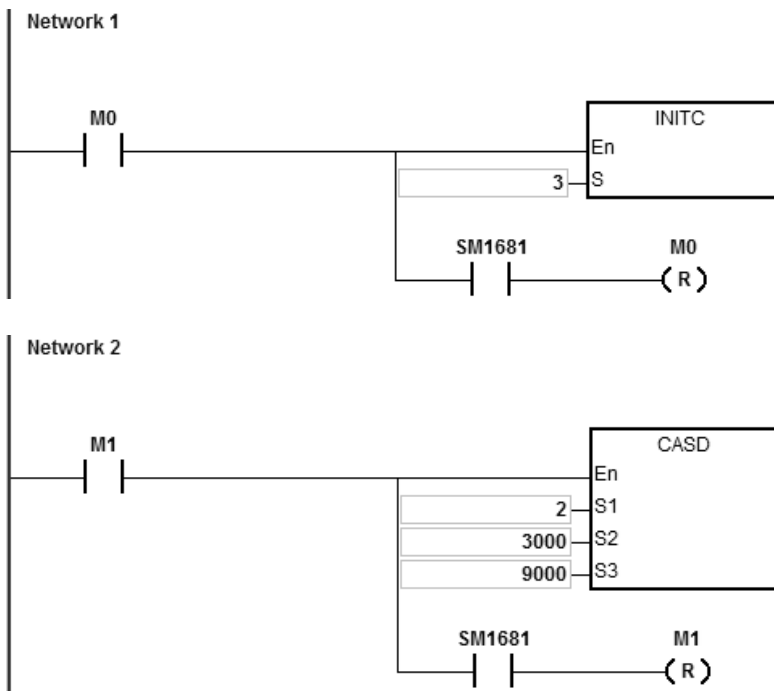 Network 1
M0
INITC
En
3 S
SM1681 M0
( R )
Network 2
M1
CASD
En
2 S1
3000 S2
9000 S3
SM1681 M1
( R )